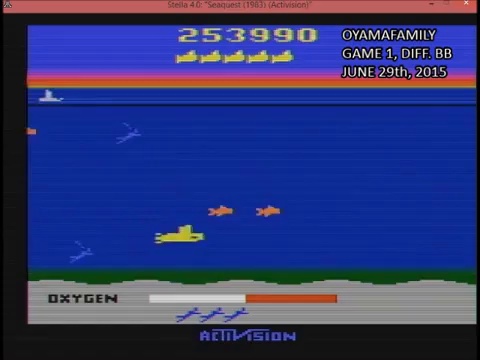 Stella 4.0: "Seaquest (1983) (Activision)"
253990
OYAMAFAMILY
GAME 1, DIFF. BB
JUNE 29th, 2015
OXYGEN
ACTIVISION